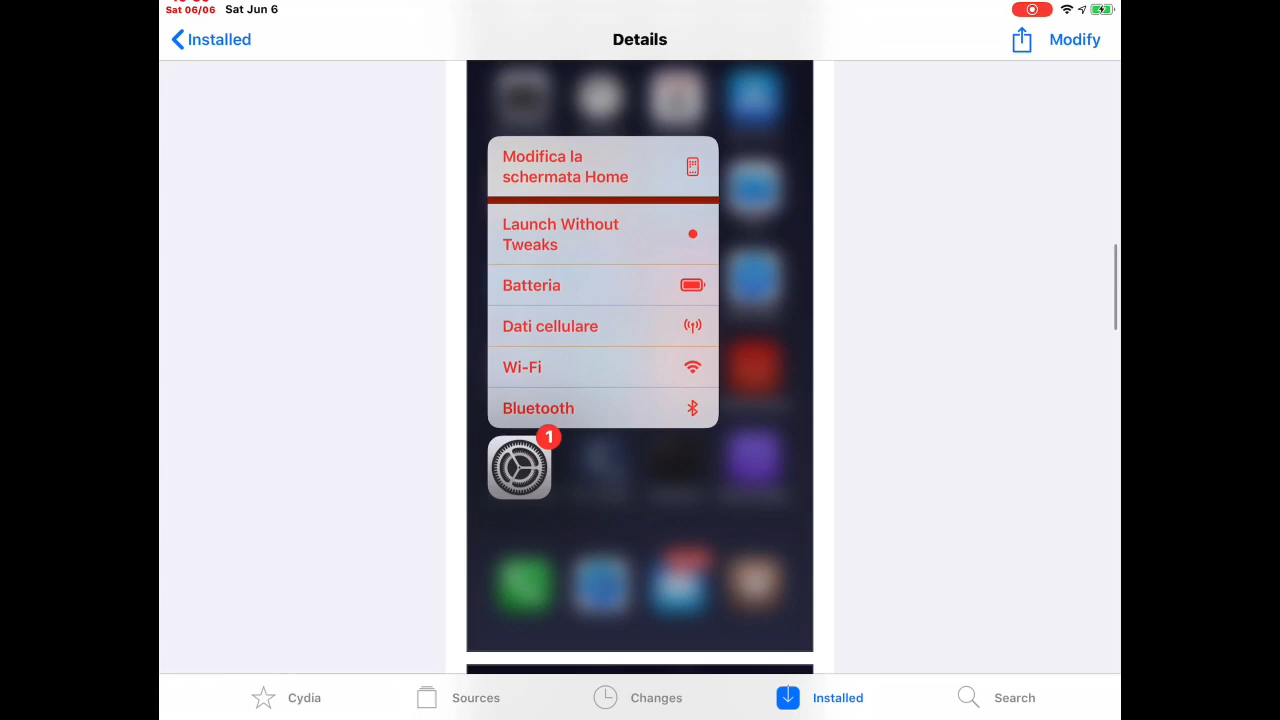 Sat 06/06 Sat Jun 6
Installed Details Modify
Modifica la
schermata Home
Launch Without
Tweaks
Batteria
Dati cellulare
Wi-Fi
Bluetooth
1
Cydia Sources Changes Installed Search